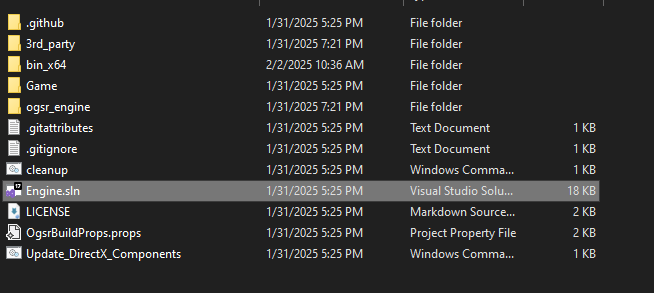 .github 1/31/2025 5:25 PM File folder
3rd_party 1/31/2025 7:21 PM File folder
bin_x64 2/2/2025 10:36 AM File folder
Game 1/31/2025 5:25 PM File folder
ogsr_engine 1/31/2025 7:21 PM File folder
.gitattributes 1/31/2025 5:25 PM Text Document 1 KB
.gitignore 1/31/2025 5:25 PM Text Document 1 KB
cleanup 1/31/2025 5:25 PM Windows Comma... 1 KB
Engine.sln 1/31/2025 5:25 PM Visual Studio Solu... 18 KB
LICENSE 1/31/2025 5:25 PM Markdown Source... 2 KB
OgsrBuildProps.props 1/31/2025 5:25 PM Project Property File 2 KB
Update_DirectX_Components 1/31/2025 5:25 PM Windows Comma... 1 KB